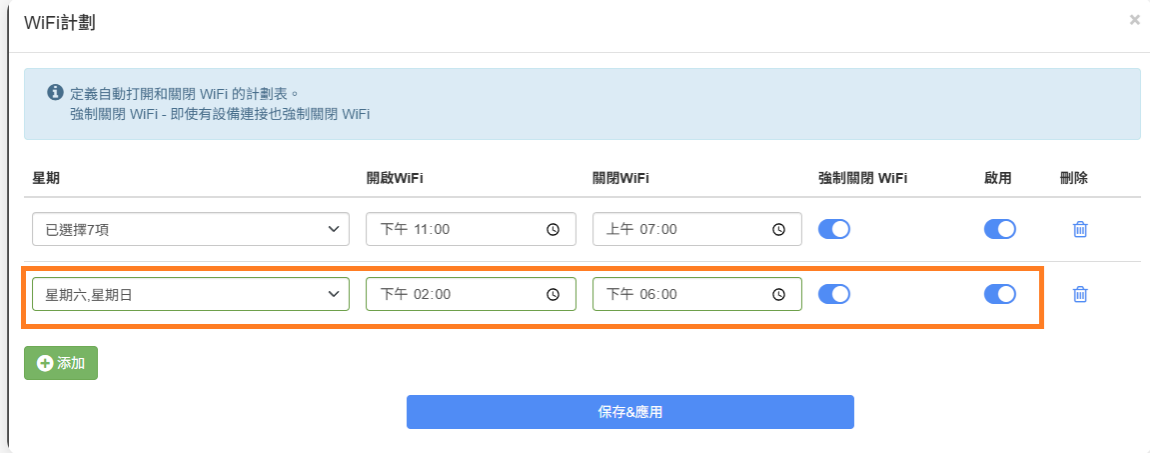 WiFi計劃
×
定義自動打開和關閉 WiFi 的計劃表。
強制關閉 WiFi - 即使有設備連接也強制關閉 WiFi
星期 開啟WiFi 關閉WiFi 強制關閉 WiFi 啟用 刪除
已選擇7項 下午 11:00 上午 07:00
星期六,星期日 下午 02:00 下午 06:00
添加
保存&應用